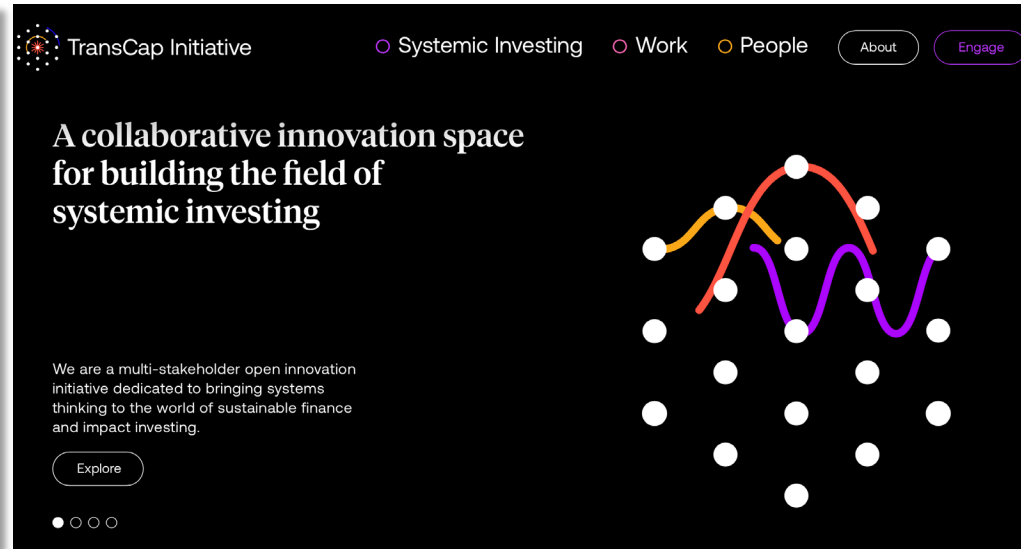 TransCap Initiative
Systemic Investing
Work
People
About
Engage
A collaborative innovation space
for building the field of
systemic investing
We are a multi-stakeholder open innovation
initiative dedicated to bringing systems
thinking to the world of sustainable finance
and impact investing.
Explore